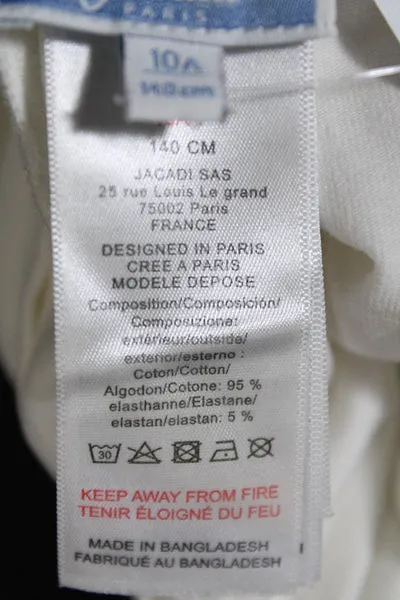 PARIS
10A
140 cm
140 CM
JACADI SAS
25 rue Louis Le grand
75002 Paris
FRANCE
DESIGNED IN PARIS
CREE A PARIS
MODELE DEPOSE
Composition/Composición/
Composizione:
extérieur/outside/
exterior/esterno :
Coton/Cotton/
Algodon/Cotone: 95 %
elasthanne/Elastane/
elastan/elastan: 5 %
30
KEEP AWAY FROM FIRE
TENIR ÉLOIGNÉ DU FEU
MADE IN BANGLADESH
FABRIQUÉ AU BANGLADESH